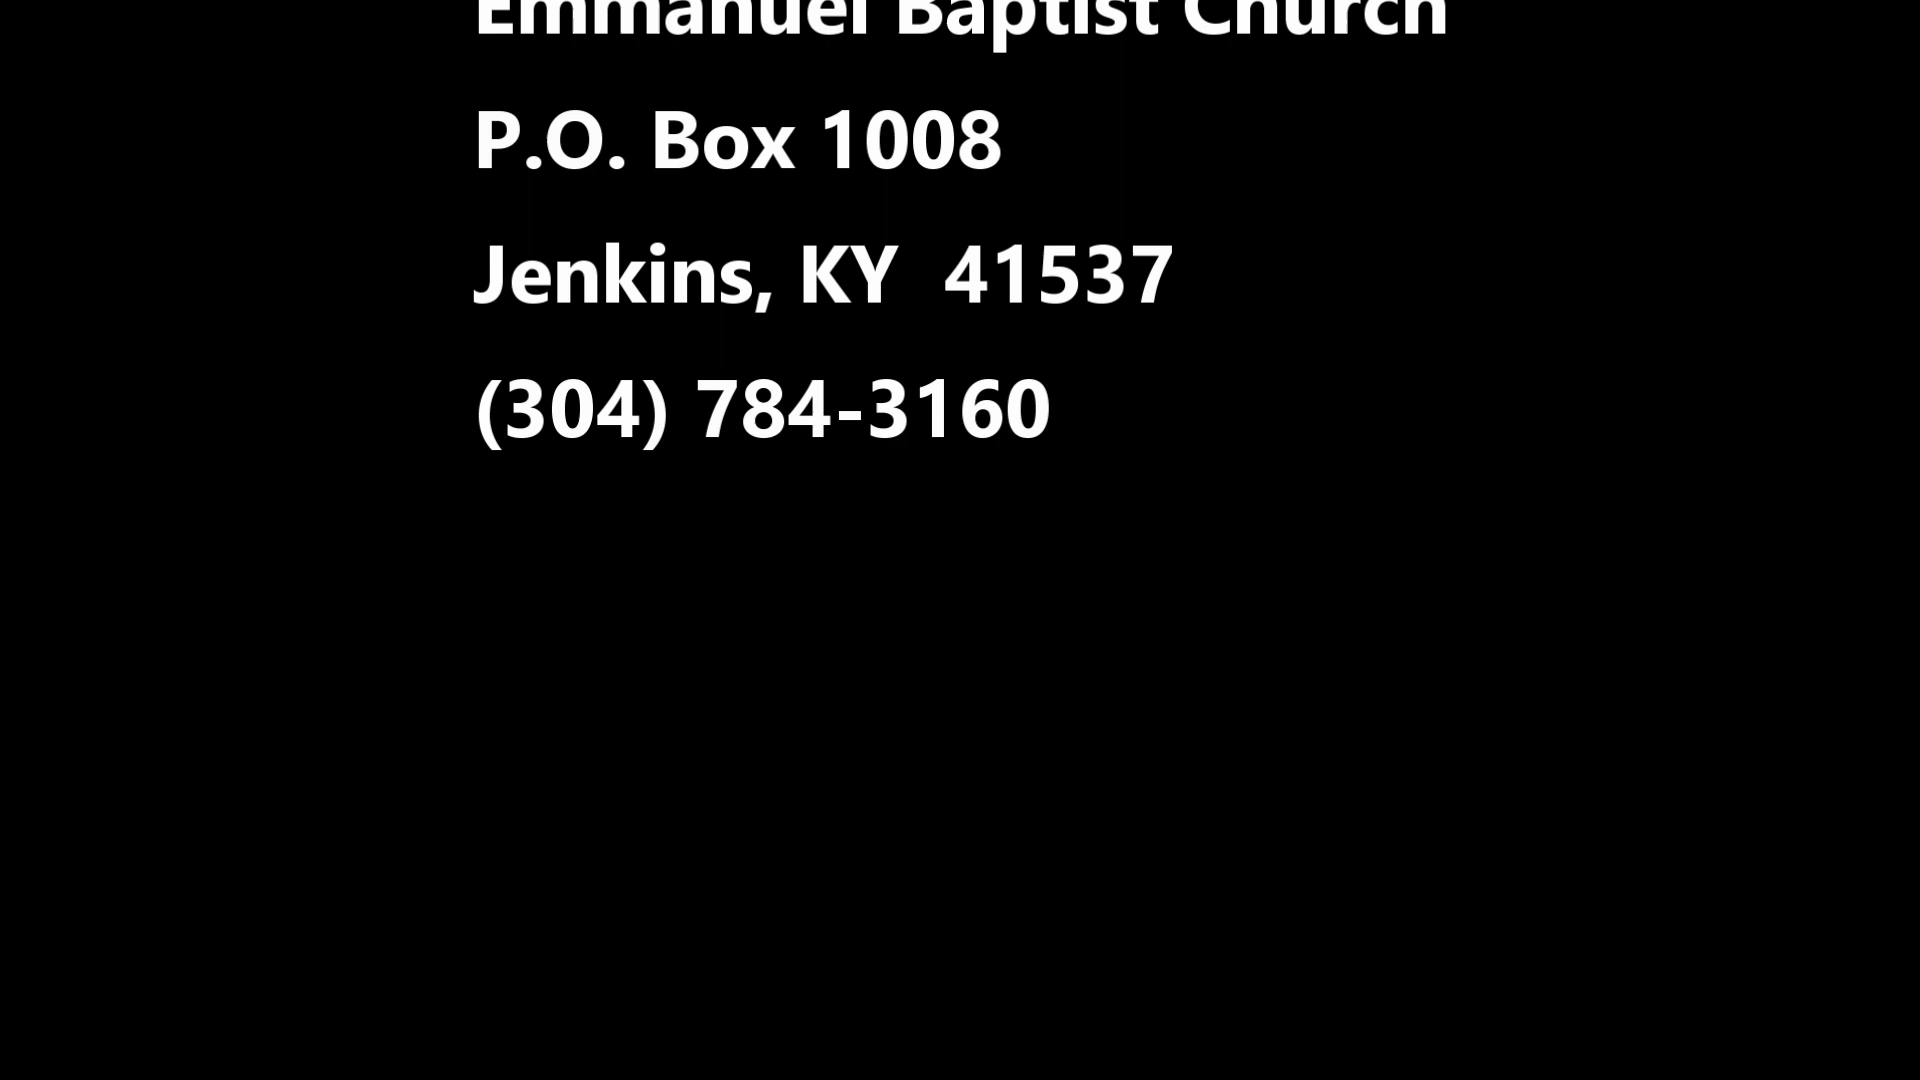 Emmanuel Baptist Church
P.O. Box 1008
Jenkins, KY  41537
(304) 784-3160